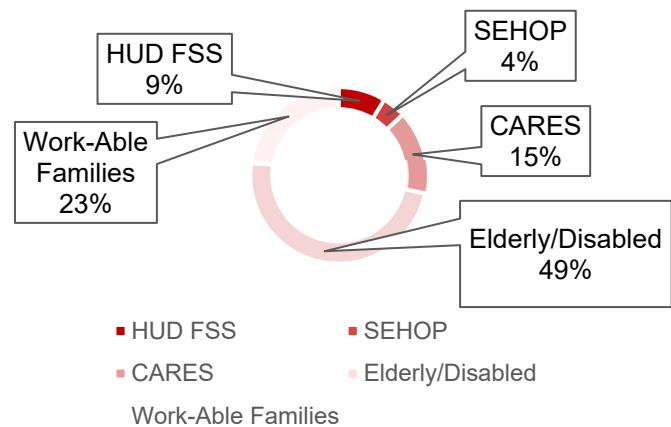 HUD FSS
9%
SEHOP
4%
Work-Able
Families
23%
CARES
15%
Elderly/Disabled
49%
HUD FSS
SEHOP
CARES
Elderly/Disabled
Work-Able Families